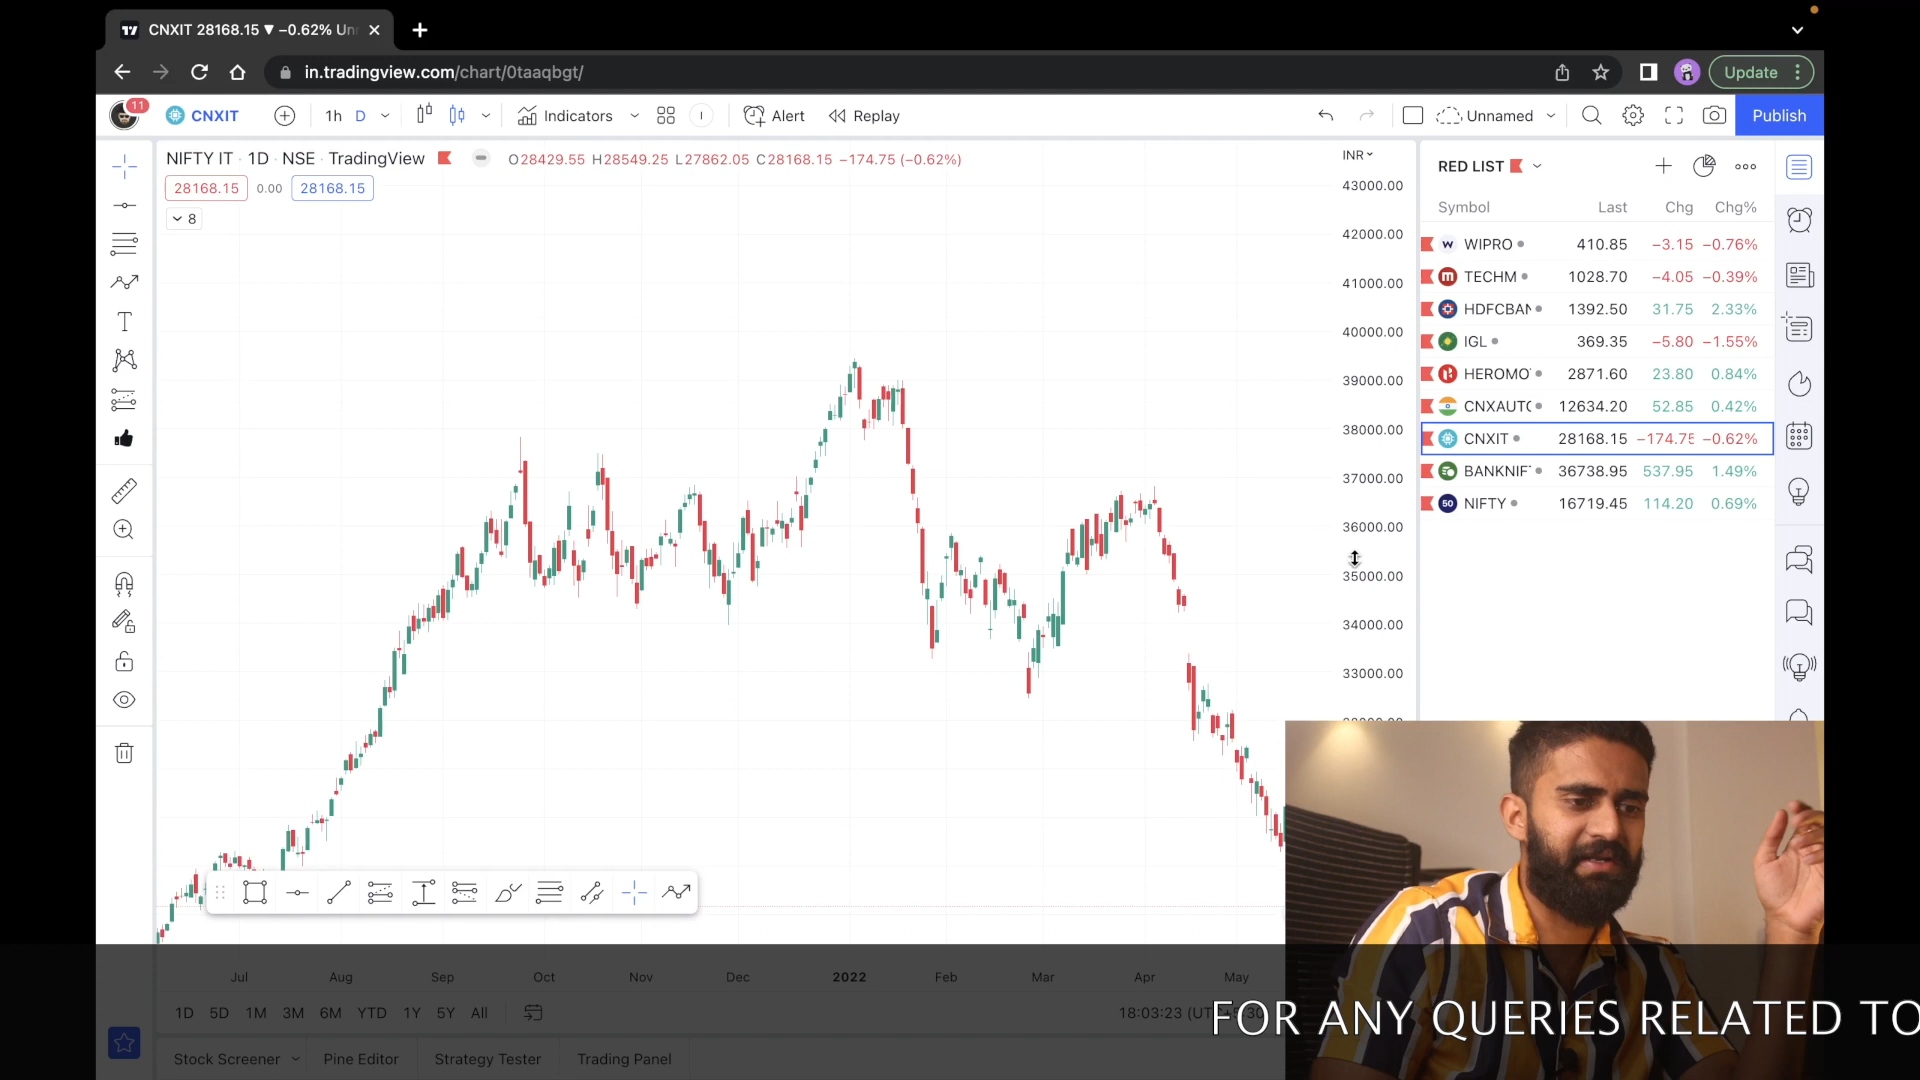 CNXIT 28168.15 ▼ −0.62% Un
in.tradingview.com/chart/0taaqbgt/
Update
11
CNXIT
1h D
Indicators
Alert
Replay
Unnamed
Publish
NIFTY IT · 1D · NSE · TradingView
O28429.55 H28549.25 L27862.05 C28168.15 −174.75 (−0.62%)
28168.15 0.00 28168.15
8
INR
43000.00
42000.00
41000.00
40000.00
39000.00
38000.00
37000.00
36000.00
35000.00
34000.00
33000.00
RED LIST
Symbol Last Chg Chg%
WIPRO 410.85 −3.15 −0.76%
TECHM 1028.70 −4.05 −0.39%
HDFCBAN 1392.50 31.75 2.33%
IGL 369.35 −5.80 −1.55%
HEROMO 2871.60 23.80 0.84%
CNXAUTO 12634.20 52.85 0.42%
CNXIT 28168.15 −174.75 −0.62%
BANKNIF 36738.95 537.95 1.49%
50 NIFTY 16719.45 114.20 0.69%
Jul Aug Sep Oct Nov Dec 2022 Feb Mar Apr May
1D 5D 1M 3M 6M YTD 1Y 5Y All
18:03:23 (UTC+5:30
FOR ANY QUERIES RELATED TO
Stock Screener Pine Editor Strategy Tester Trading Panel